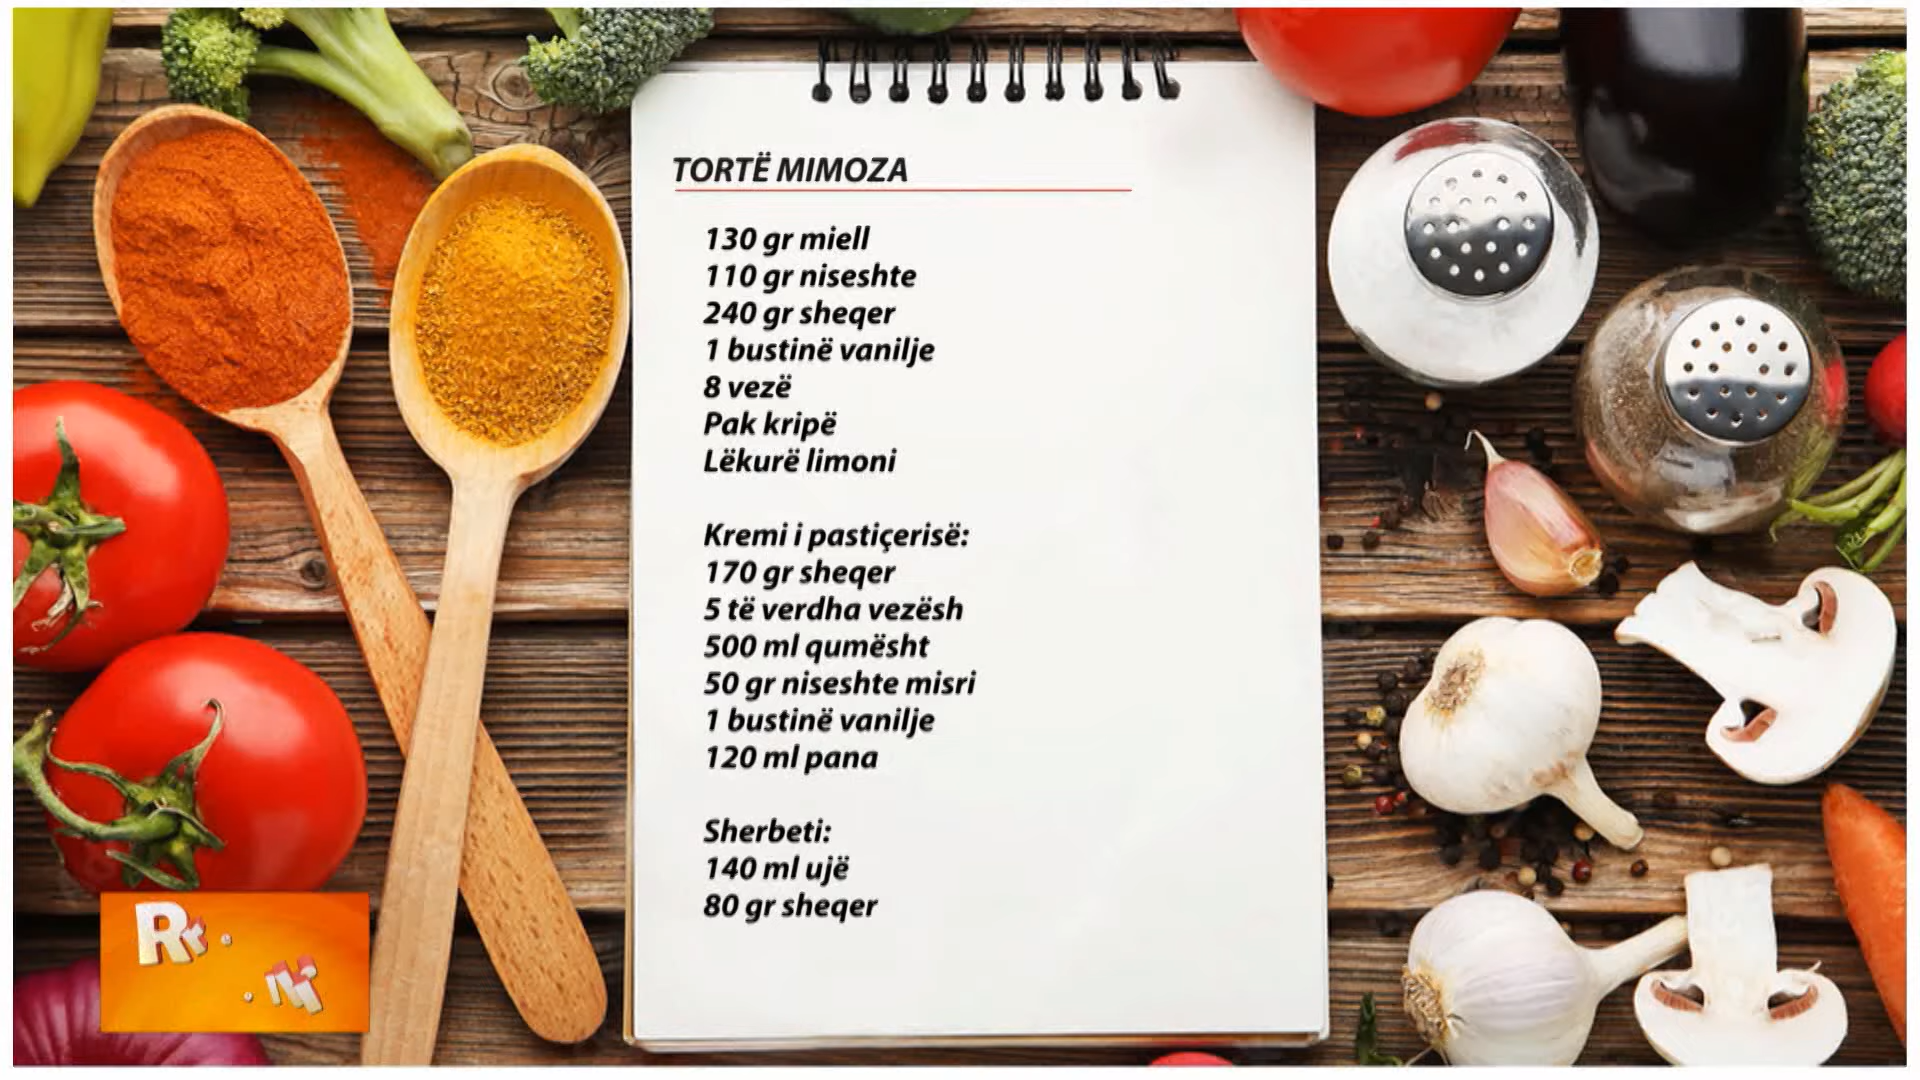 TORTË MIMOZA
130 gr miell
110 gr niseshte
240 gr sheqer
1 bustinë vanilje
8 vezë
Pak kripë
Lëkurë limoni
Kremi i pastiçerisë:
170 gr sheqer
5 të verdha vezësh
500 ml qumësht
50 gr niseshte misri
1 bustinë vanilje
120 ml pana
Sherbeti:
140 ml ujë
80 gr sheqer